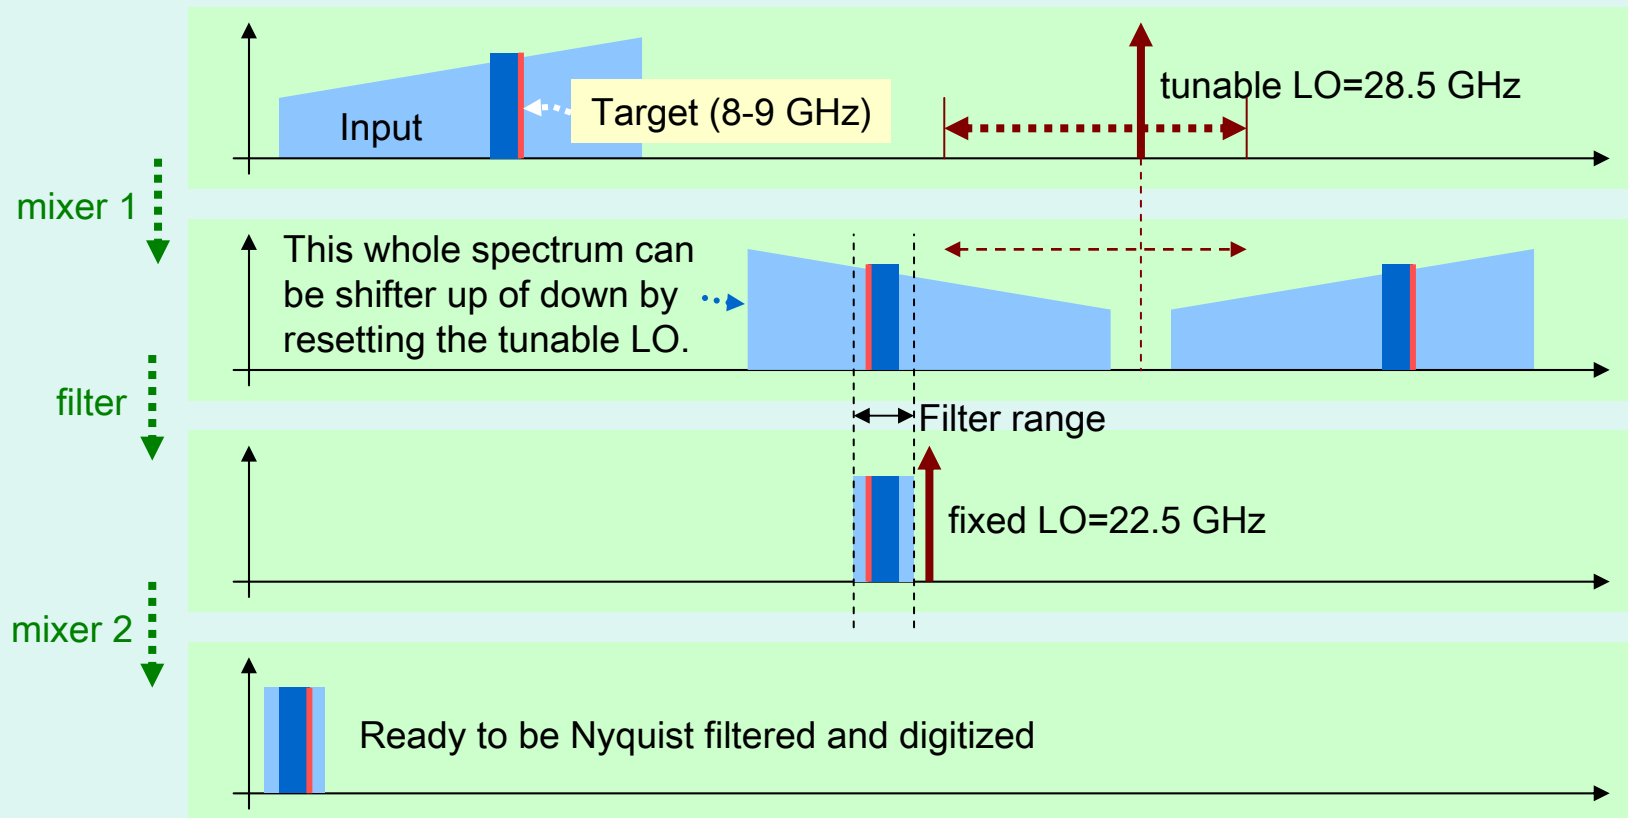 tunable LO=28.5 GHz
Target (8-9 GHz)
Input
mixer 1
This whole spectrum can
be shifter up of down by
resetting the tunable LO.
filter
Filter range
fixed LO=22.5 GHz
mixer 2
Ready to be Nyquist filtered and digitized